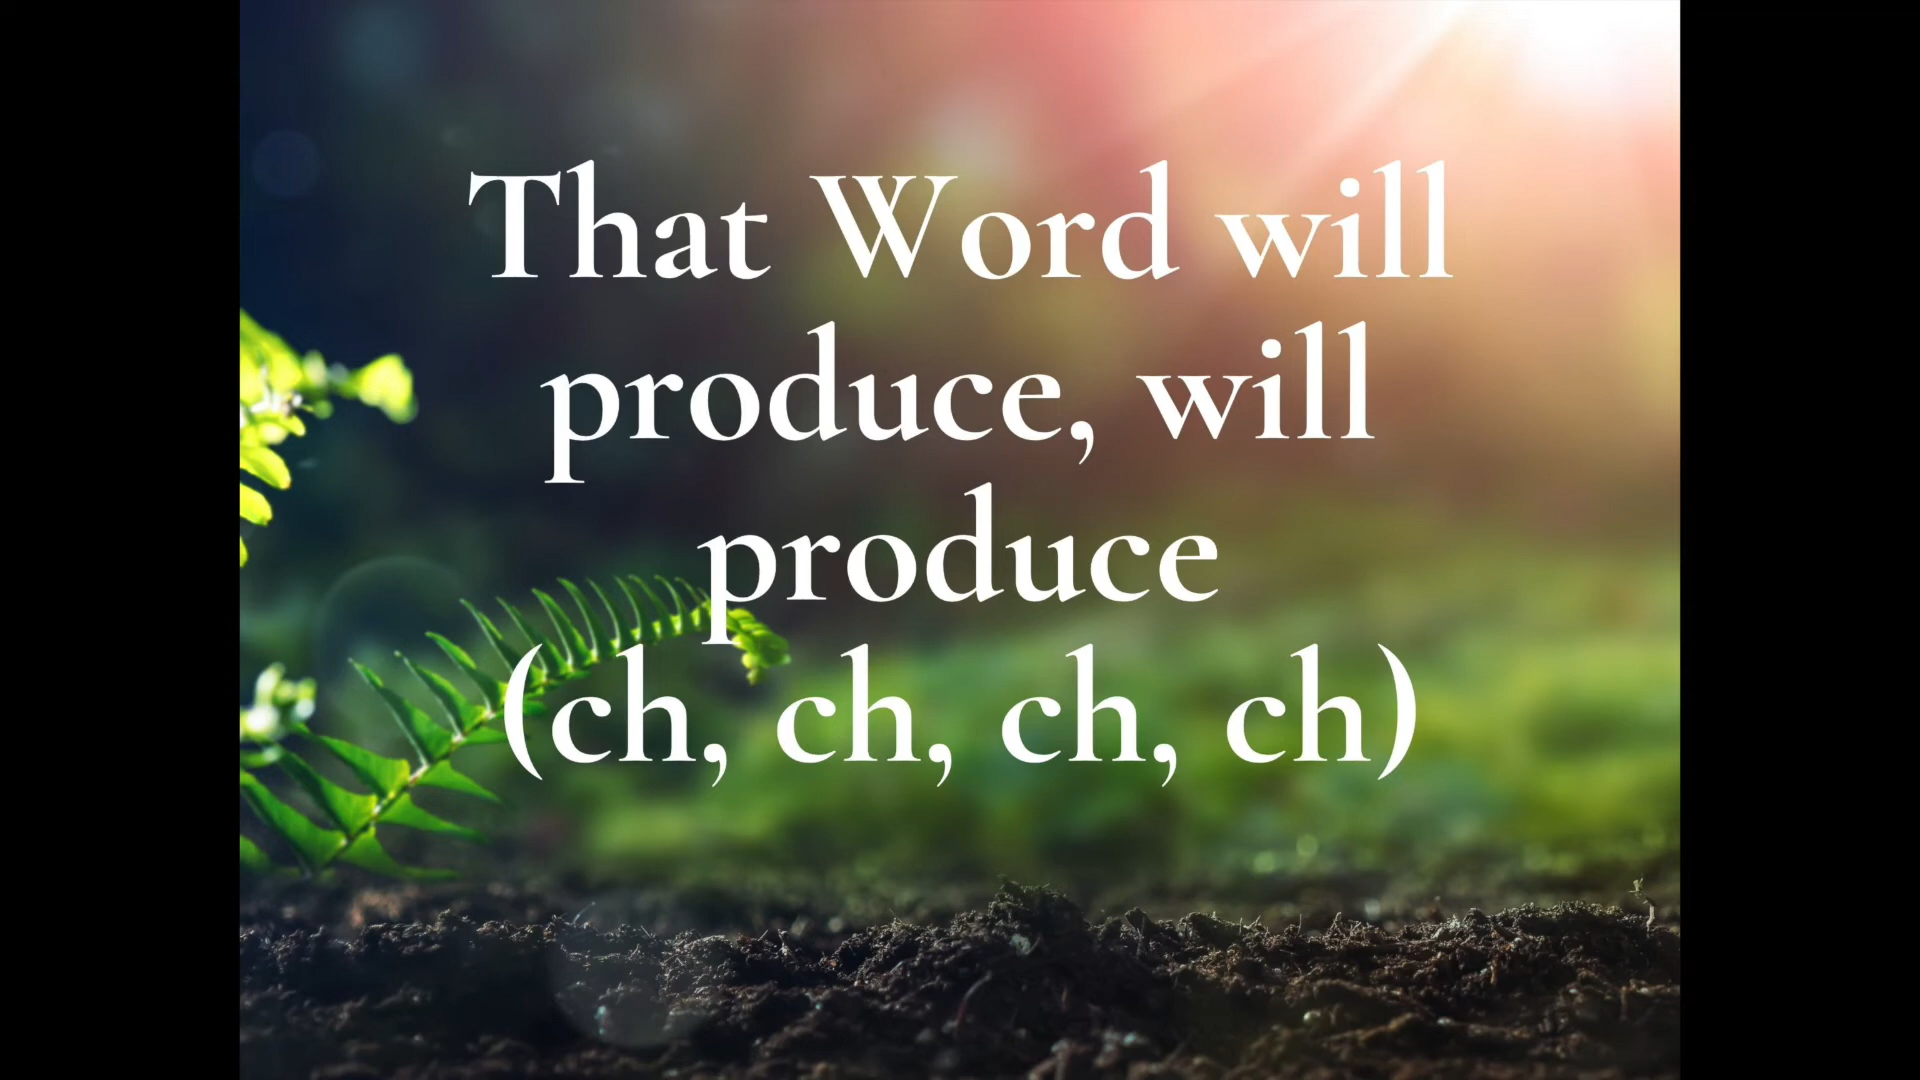 That Word will
produce, will
produce
(ch, ch, ch, ch)